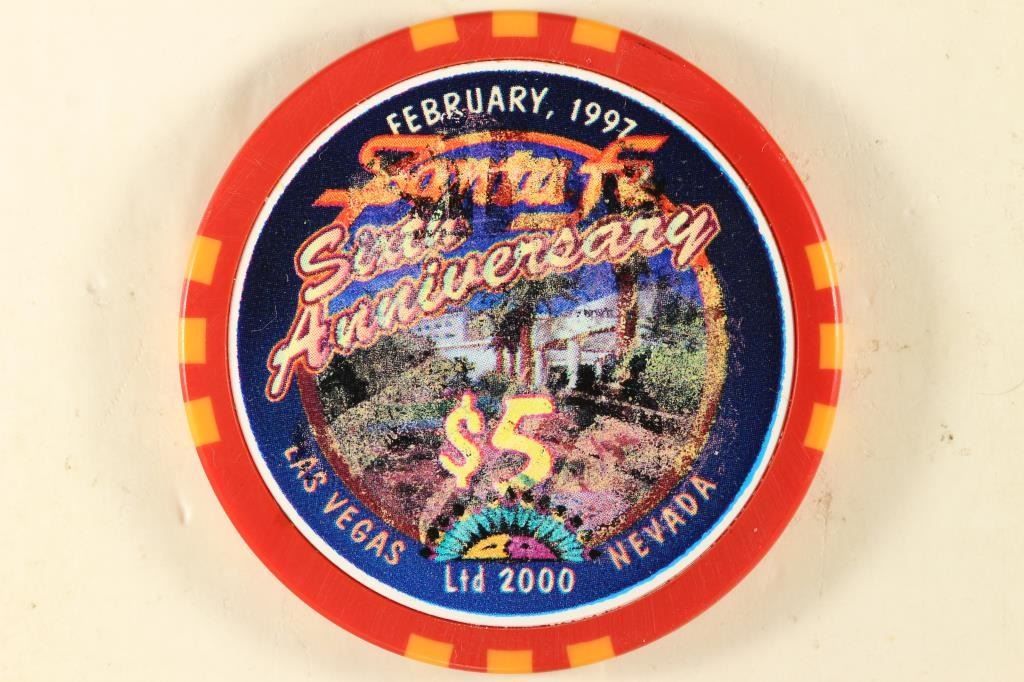 FEBRUARY, 1997
Santa Fe
Sixth
Anniversary
$5
LAS VEGAS
NEVADA
Ltd 2000